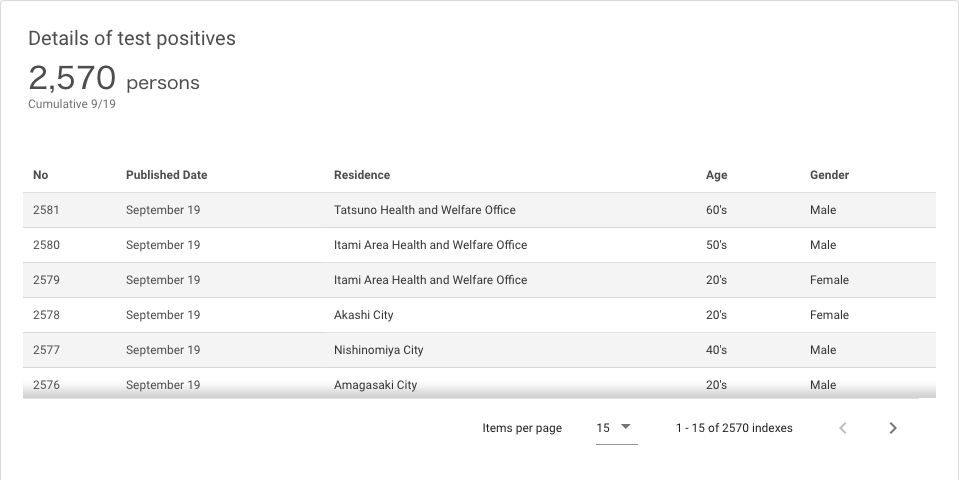 Details of test positives
2,570 persons
Cumulative 9/19
No Published Date Residence Age Gender
2581 September 19 Tatsuno Health and Welfare Office 60's Male
2580 September 19 Itami Area Health and Welfare Office 50's Male
2579 September 19 Itami Area Health and Welfare Office 20's Female
2578 September 19 Akashi City 20's Female
2577 September 19 Nishinomiya City 40's Male
2576 September 19 Amagasaki City 20's Male
Items per page 15 1 - 15 of 2570 indexes